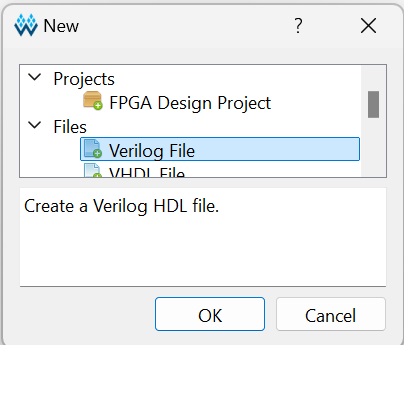 New
?
Projects
FPGA Design Project
Files
Verilog File
VHDL File
Create a Verilog HDL file.
OK Cancel